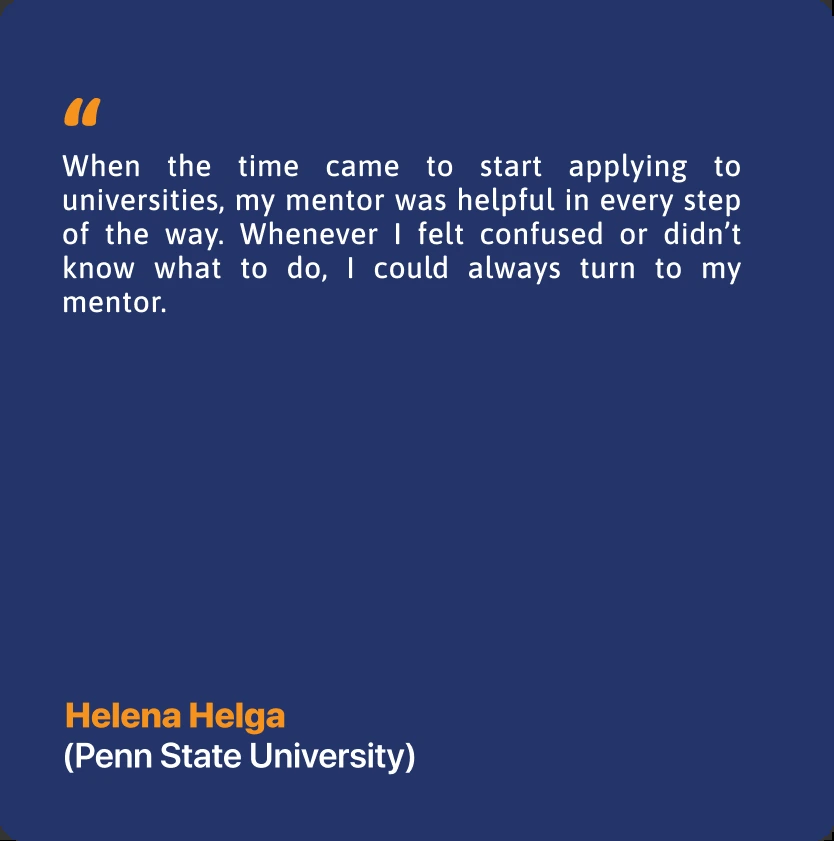 “
When the time came to start applying to
universities, my mentor was helpful in every step
of the way. Whenever I felt confused or didn’t
know what to do, I could always turn to my
mentor.
Helena Helga
(Penn State University)